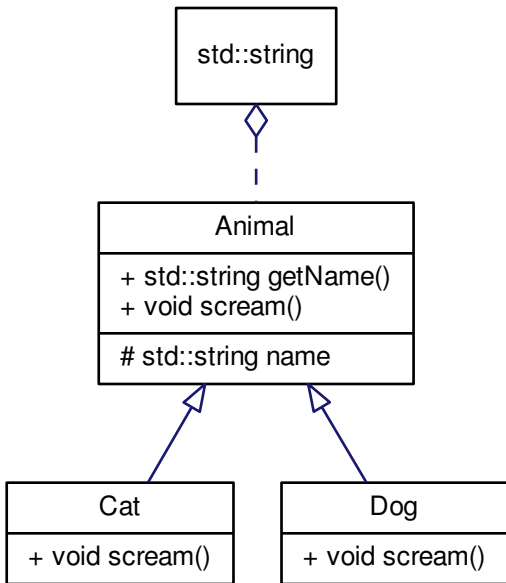 std::string
Animal
+ std::string getName()
+ void scream()
# std::string name
Cat
+ void scream()
Dog
+ void scream()